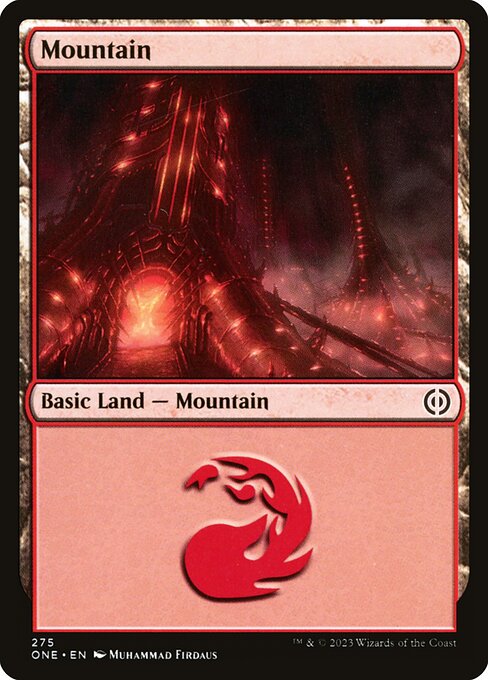 Mountain
Basic Land — Mountain
275
ONE • EN Muhammad Firdaus
™ & © 2023 Wizards of the Coast